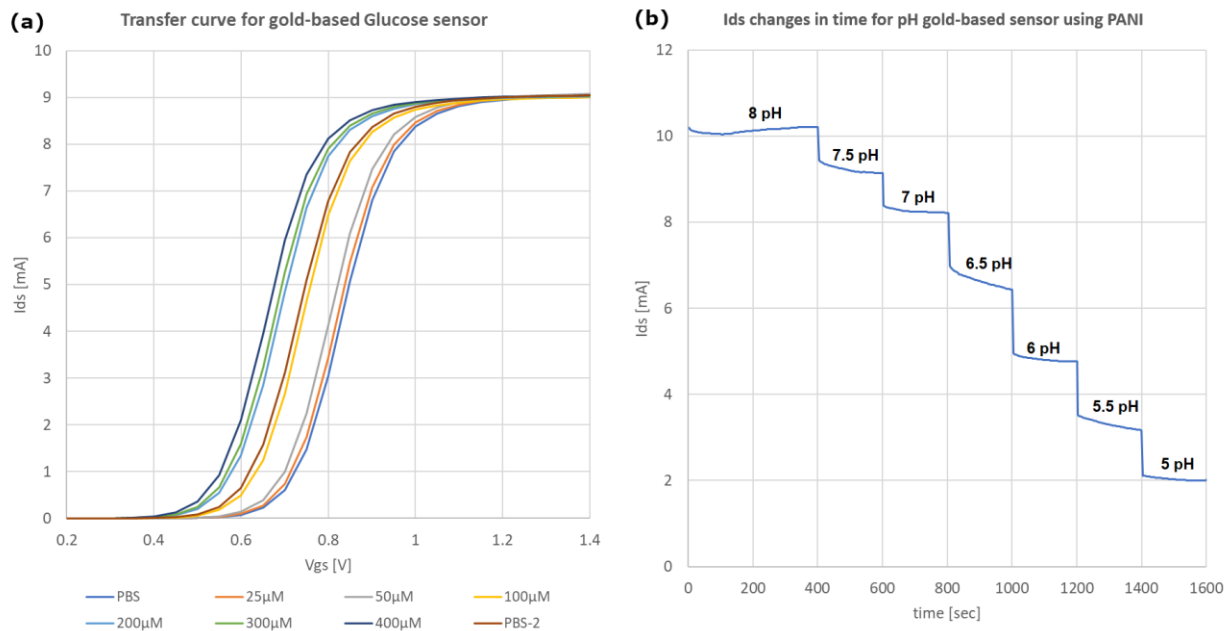 (a)
Transfer curve for gold-based Glucose sensor
10
9
8
7
6
5
4
3
2
1
0
Ids [mA]
0.2 0.4 0.6 0.8 1 1.2 1.4
Vgs [V]
PBS 25µM 50µM 100µM
200µM 300µM 400µM PBS-2
(b)
Ids changes in time for pH gold-based sensor using PANI
12
10
8
6
4
2
0
Ids [mA]
8 pH
7.5 pH
7 pH
6.5 pH
6 pH
5.5 pH
5 pH
0 200 400 600 800 1000 1200 1400 1600
time [sec]